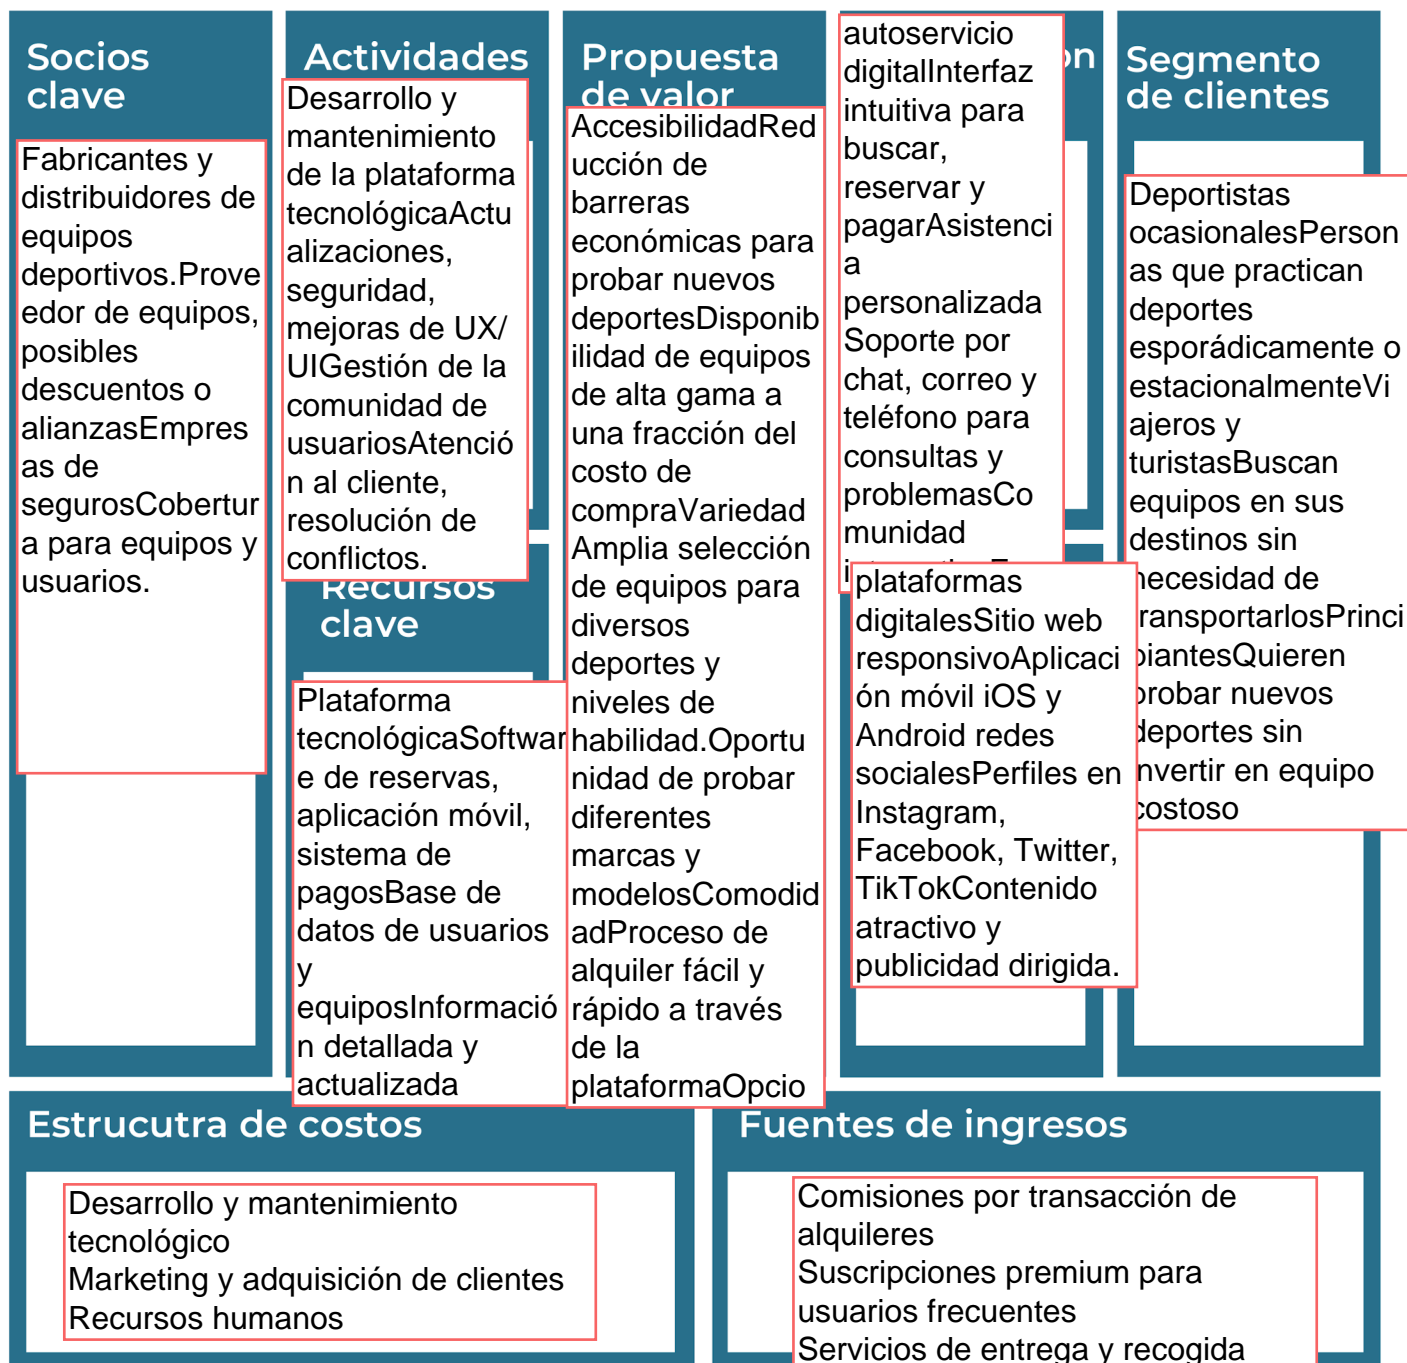 Socios
clave
Fabricantes y
distribuidores de
equipos
deportivos.Prove
edor de equipos,
posibles
descuentos o
alianzasEmpres
as de
segurosCobertur
a para equipos y
usuarios.
Actividades
Desarrollo y
mantenimiento
de la plataforma
tecnológicaActu
alizaciones,
seguridad,
mejoras de UX/
UIGestión de la
comunidad de
usuariosAtenció
n al cliente,
resolución de
conflictos.
Recursos
clave
Plataforma
tecnológicaSoftwar
e de reservas,
aplicación móvil,
sistema de
pagosBase de
datos de usuarios
y
equiposInformació
n detallada y
actualizada
Propuesta
de valor
AccesibilidadRed
ucción de
barreras
económicas para
probar nuevos
deportesDisponib
ilidad de equipos
de alta gama a
una fracción del
costo de
compraVariedad
Amplia selección
de equipos para
diversos
deportes y
niveles de
habilidad.Oportu
nidad de probar
diferentes
marcas y
modelosComodid
adProceso de
alquiler fácil y
rápido a través
de la
plataformaOpcio
autoservicio
digitalInterfaz
intuitiva para
buscar,
reservar y
pagarAsistenci
a
personalizada
Soporte por
chat, correo y
teléfono para
consultas y
problemasCo
munidad
plataformas
digitalesSitio web
responsivoAplicaci
ón móvil iOS y
Android redes
socialesPerfiles en
Instagram,
Facebook, Twitter,
TikTokContenido
atractivo y
publicidad dirigida.
Segmento
de clientes
Deportistas
ocasionalesPerson
as que practican
deportes
esporádicamente o
estacionalmenteVi
ajeros y
turistasBuscan
equipos en sus
destinos sin
necesidad de
transportarlosPrinci
piantesQuieren
probar nuevos
deportes sin
invertir en equipo
costoso
Estrucutra de costos
Desarrollo y mantenimiento
tecnológico
Marketing y adquisición de clientes
Recursos humanos
Fuentes de ingresos
Comisiones por transacción de
alquileres
Suscripciones premium para
usuarios frecuentes
Servicios de entrega y recogida